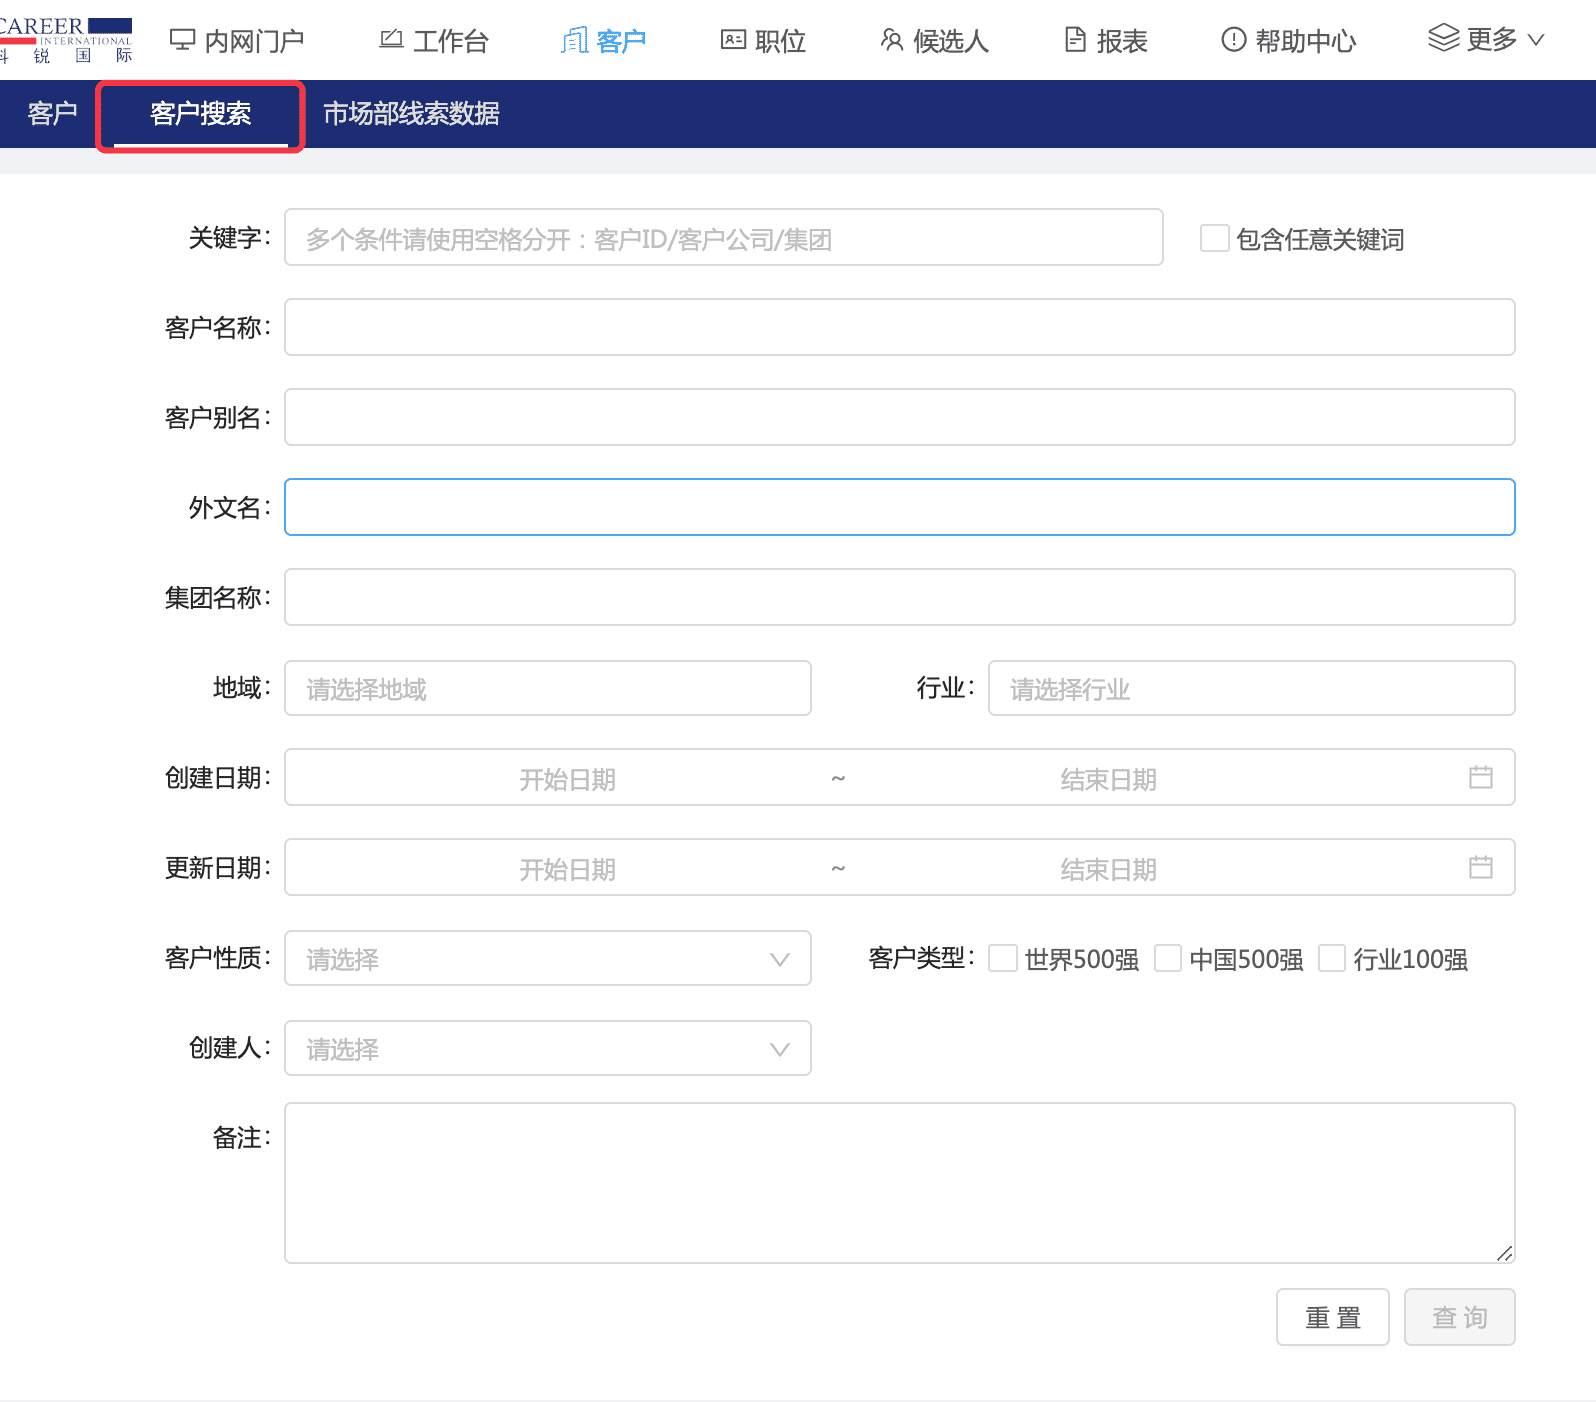 CAREER
INTERNATIONAL
锐 国 际
内网门户 工作台 客户 职位 候选人 报表 帮助中心 更多
客户 客户搜索 市场部线索数据
关键字： 多个条件请使用空格分开：客户ID/客户公司/集团 包含任意关键词
客户名称：
客户别名：
外文名：
集团名称：
地域： 请选择地域 行业： 请选择行业
创建日期： 开始日期 ~ 结束日期
更新日期： 开始日期 ~ 结束日期
客户性质： 请选择 客户类型： 世界500强 中国500强 行业100强
创建人： 请选择
备注：
重 置 查 询